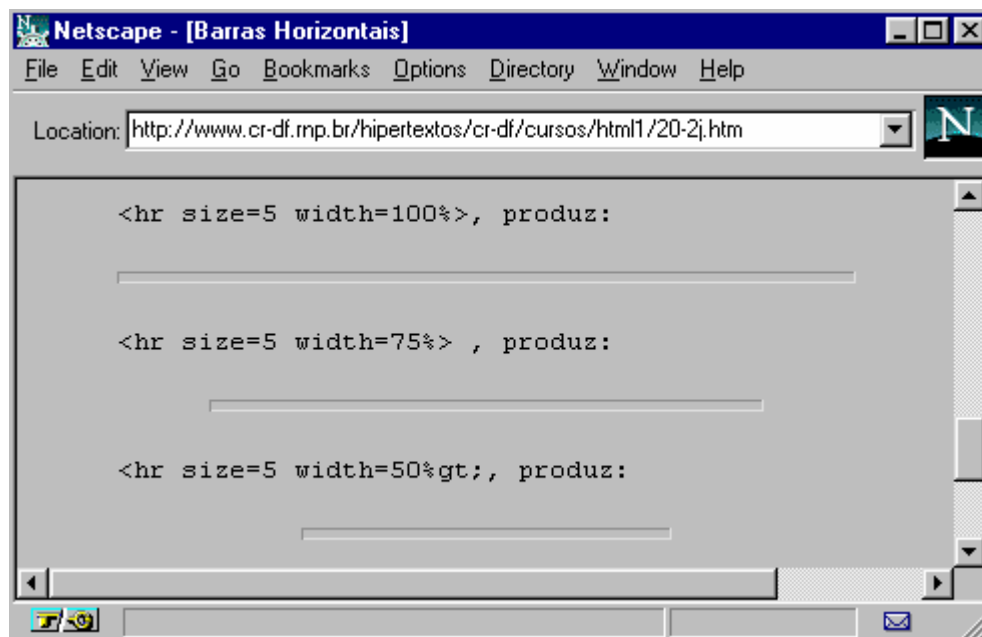 Netscape - [Barras Horizontais]
File Edit View Go Bookmarks Options Directory Window Help
Location: http://www.cr-df.rnp.br/hipertextos/cr-df/cursos/html1/20-2j.htm
N
<hr size=5 width=100%>, produz:
<hr size=5 width=75%> , produz:
<hr size=5 width=50%gt;, produz: